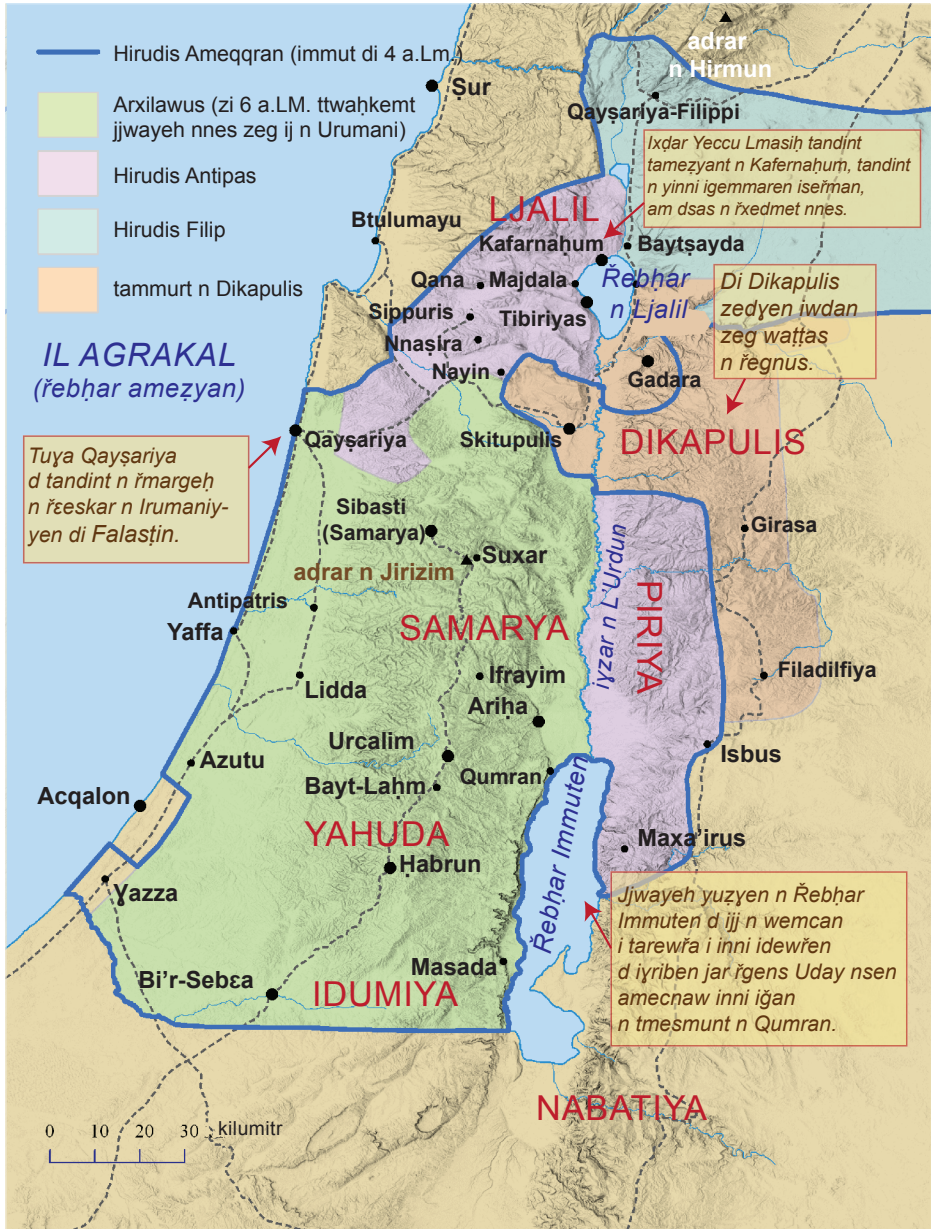 Hirudis Ameqqran (immut di 4 a.Lm.)
Arxilawus (zi 6 a.LM. ttwaḥkemt
jjwayeh nnes zeg ij n Urumani)
Hirudis Antipas
Hirudis Filip
tammurt n Dikapulis
adrar
n Hirmun
Ṣur
Qayṣariya-Filippi
Ixḍar Yeccu Lmasiḥ tandint
tameẓyant n Kafernaḥum, tandint
n yinni igemmaren iseřman,
am dsas n řxedmet nnes.
LJALIL
Btulumayu
Kafarnaḥum
Baytṣayda
Qana
Majdala
Řebḥar
n Ljalil
Sippuris
Tibiriyas
Nnaṣira
Di Dikapulis
zedɣen iwdan
zeg waṭṭas
n řegnus.
IL AGRAKAL
(řebḥar ameẓyan)
Nayin
Gadara
Qayṣariya
Skitupulis
DIKAPULIS
Tuɣa Qayṣariya
d tandint n řmargeḥ
n řɛeskar n Irumaniy-
yen di Falasṭin.
Sibasti
(Samarya)
Girasa
Suxar
adrar n Jirizim
Antipatris
PIRIYA
iɣzar n L'Urdun
Yaffa
SAMARYA
Lidda
Ifrayim
Filadilfiya
Ariḥa
Urcalim
Isbus
Azutu
Qumran
Bayt-Lahm
Acqalon
YAHUDA
Maxa'irus
Ḥabrun
Ɣazza
Řebḥar Immuten
Jjwayeh yuẓɣen n Řebḥar
Immuten d ijj n wemcan
i tarewřa i inni idewřen
d iɣriben jar řgens Uday nsen
amecnaw inni iğan
n tmesmunt n Qumran.
Masada
Bi'r-Sebɛa
IDUMIYA
NABATIYA
0 10 20 30 kilumitr